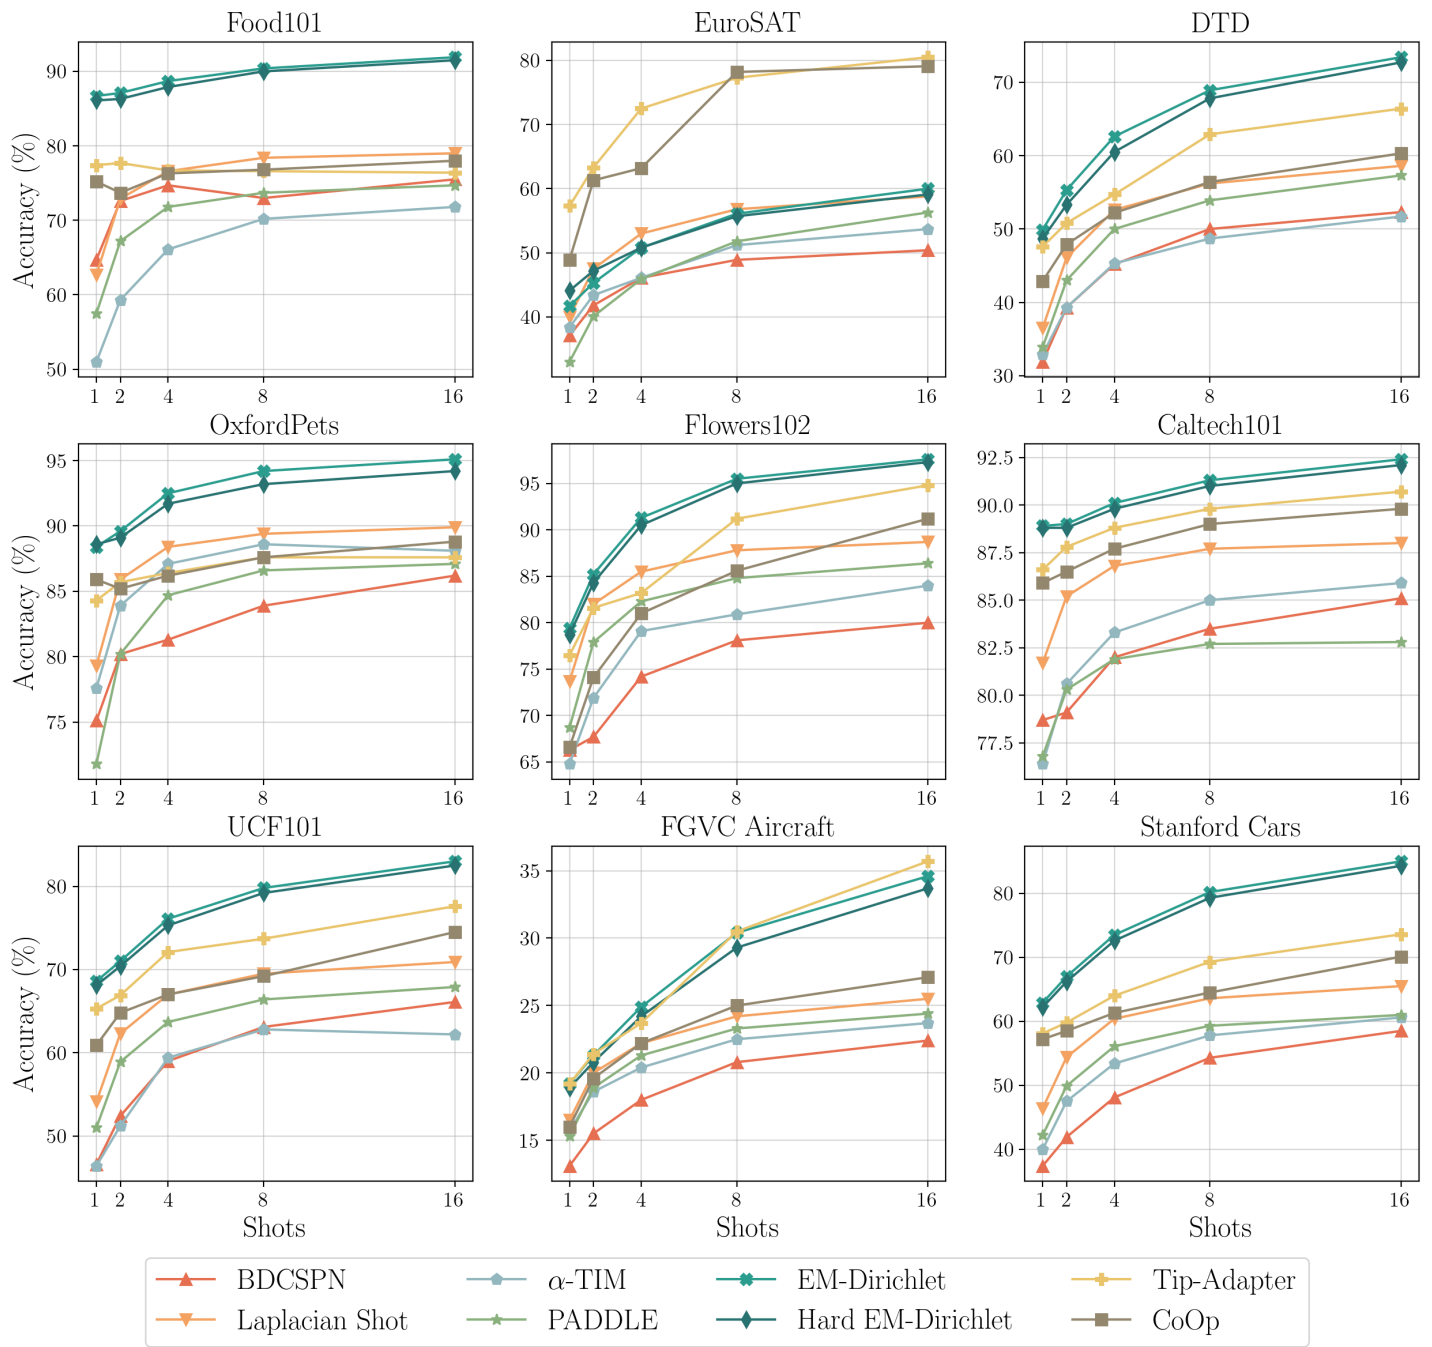 Food101
EuroSAT
DTD
Accuracy (%)
90
80
70
60
50
1 2 4 8 16
80
70
60
50
40
1 2 4 8 16
70
60
50
40
30
1 2 4 8 16
OxfordPets
Flowers102
Caltech101
Accuracy (%)
95
90
85
80
75
1 2 4 8 16
95
90
85
80
75
70
65
1 2 4 8 16
92.5
90.0
87.5
85.0
82.5
80.0
77.5
1 2 4 8 16
UCF101
FGVC Aircraft
Stanford Cars
Accuracy (%)
80
70
60
50
1 2 4 8 16
Shots
35
30
25
20
15
1 2 4 8 16
Shots
80
70
60
50
40
1 2 4 8 16
Shots
BDCSPN
α-TIM
EM-Dirichlet
Tip-Adapter
Laplacian Shot
PADDLE
Hard EM-Dirichlet
CoOp